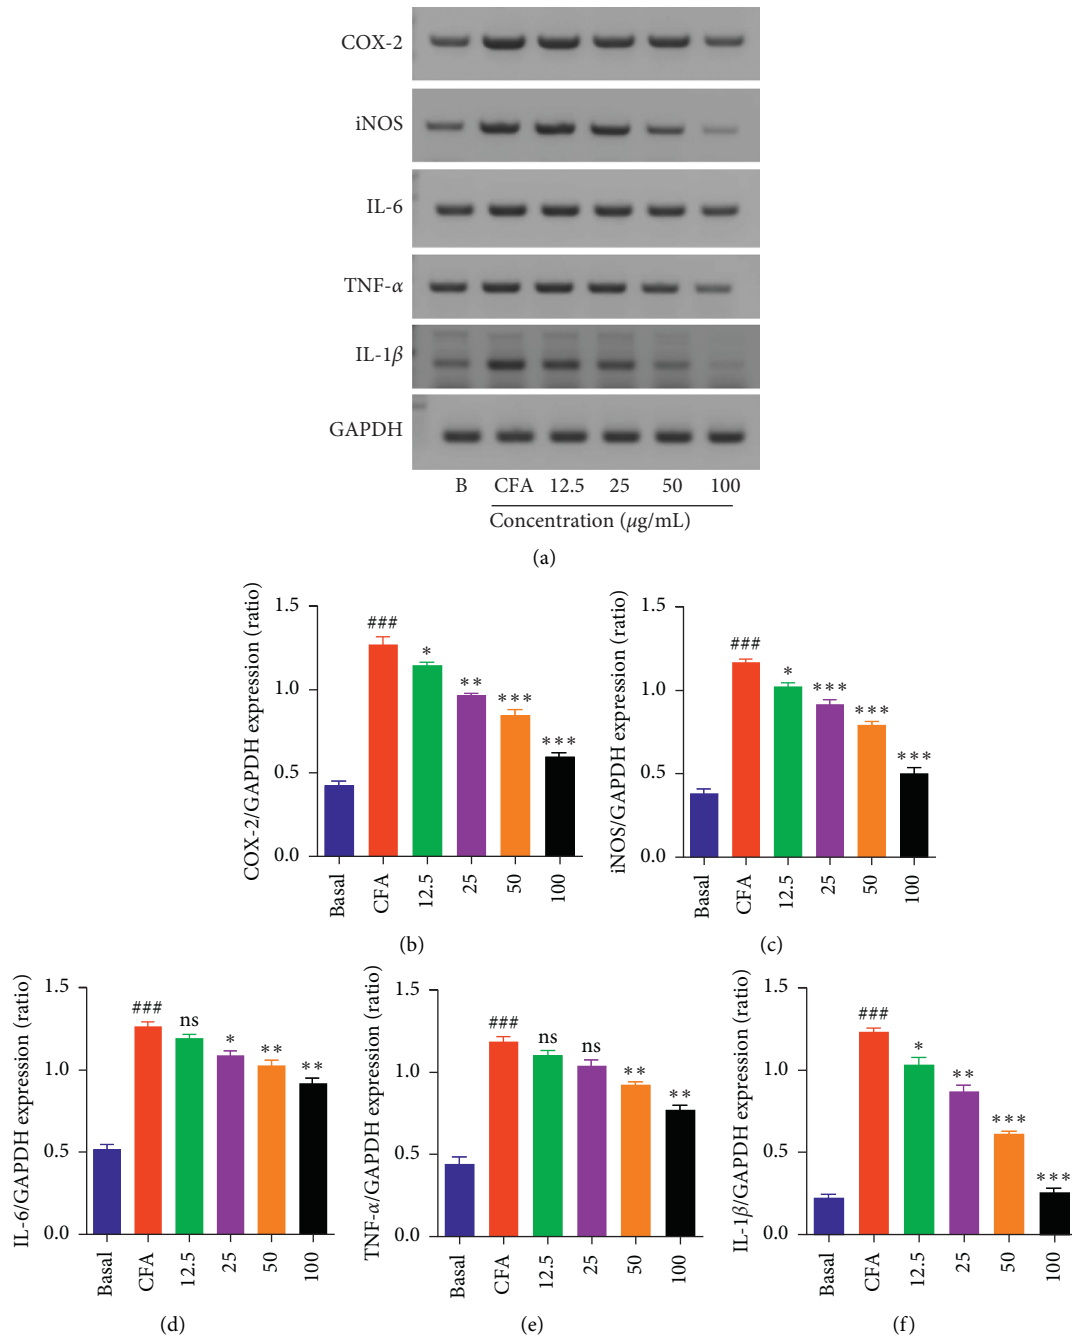 COX-2
iNOS
IL-6
TNF-α
IL-1β
GAPDH
B CFA 12.5 25 50 100
Concentration (μg/mL)
(a)
COX-2/GAPDH expression (ratio)
1.5
1.0
0.5
0.0
###
*
**
***
***
Basal
CFA
12.5
25
50
100
(b)
iNOS/GAPDH expression (ratio)
1.5
1.0
0.5
0.0
###
*
***
***
***
Basal
CFA
12.5
25
50
100
(c)
IL-6/GAPDH expression (ratio)
1.5
1.0
0.5
0.0
###
ns
*
**
**
Basal
CFA
12.5
25
50
100
(d)
TNF-α/GAPDH expression (ratio)
1.5
1.0
0.5
0.0
###
ns
ns
**
**
Basal
CFA
12.5
25
50
100
(e)
IL-1β/GAPDH expression (ratio)
1.5
1.0
0.5
0.0
###
*
**
***
***
Basal
CFA
12.5
25
50
100
(f)